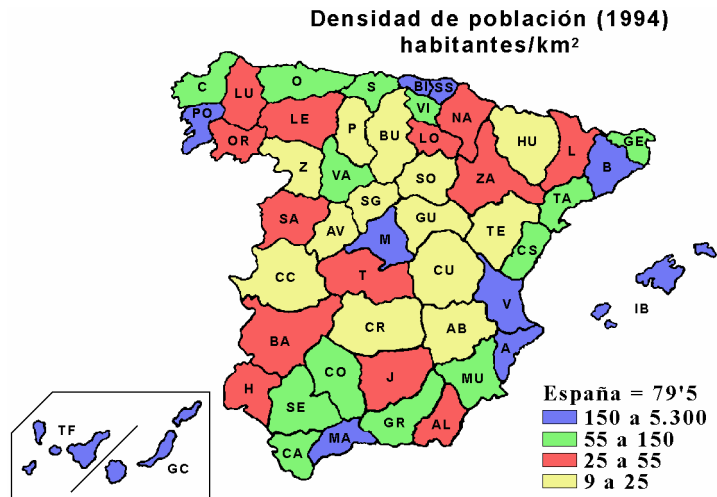 Densidad de población (1994)
habitantes/km²
C
O
S
BI
SS
LU
VI
PO
LE
P
BU
LO
NA
HU
L
GE
OR
B
Z
VA
SO
ZA
TA
SG
SA
AV
GU
TE
M
CS
CC
T
CU
IB
V
CR
AB
BA
A
CO
J
MU
H
SE
GR
AL
MA
CA
TF
GC
España = 79'5
150 a 5.300
55 a 150
25 a 55
9 a 25